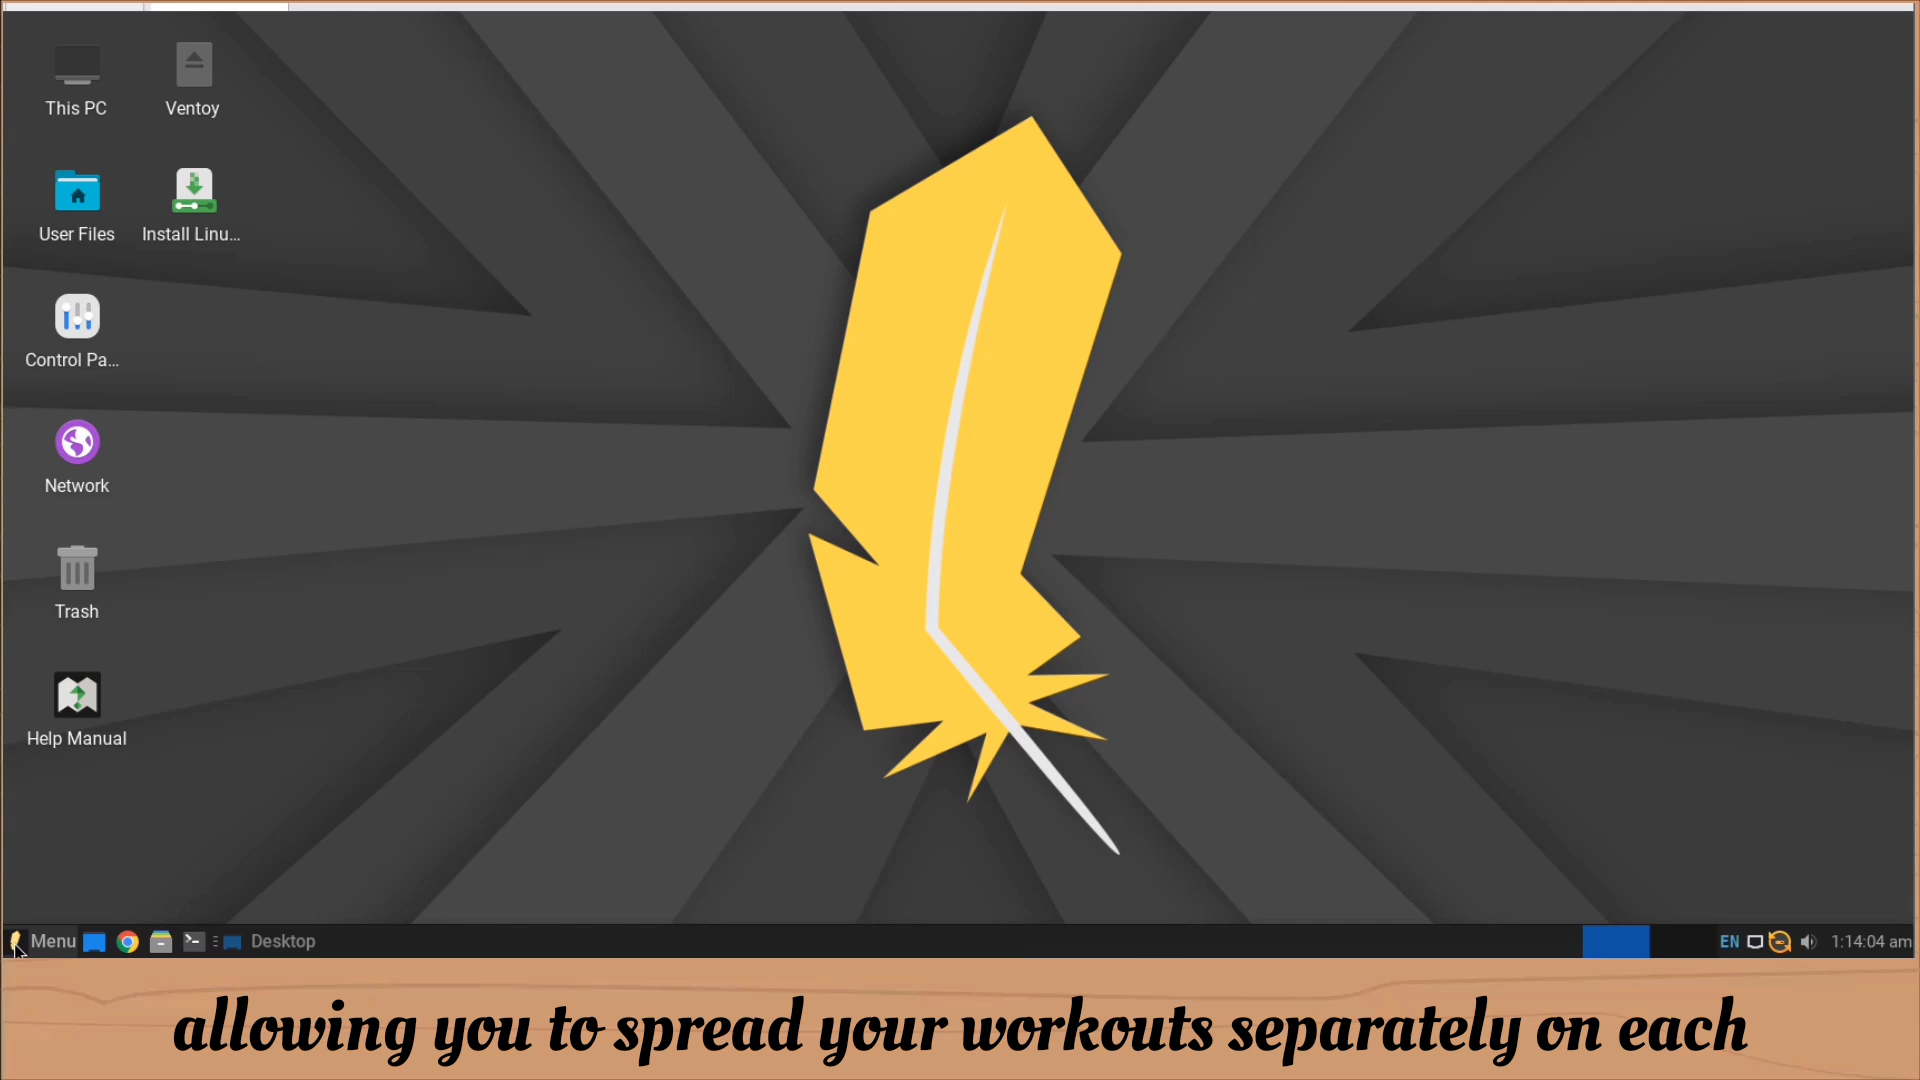 This PC
Ventoy
User Files
Install Linu...
Control Pa...
Network
Trash
Help Manual
Menu
Desktop
EN
1:14:04 am
allowing you to spread your workouts separately on each